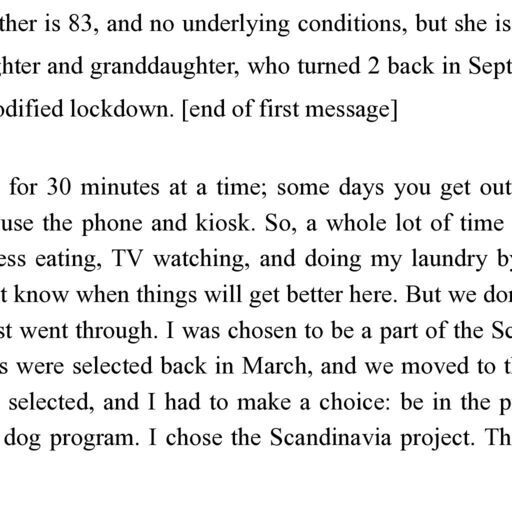 ther is 83, and no underlying conditions, but she is
hter and granddaughter, who turned 2 back in Sept
odified lockdown. [end of first message]
for 30 minutes at a time; some days you get out
use the phone and kiosk. So, a whole lot of time
ess eating, TV watching, and doing my laundry by
t know when things will get better here. But we don
st went through. I was chosen to be a part of the Sc
s were selected back in March, and we moved to t
selected, and I had to make a choice: be in the p
dog program. I chose the Scandinavia project. Th